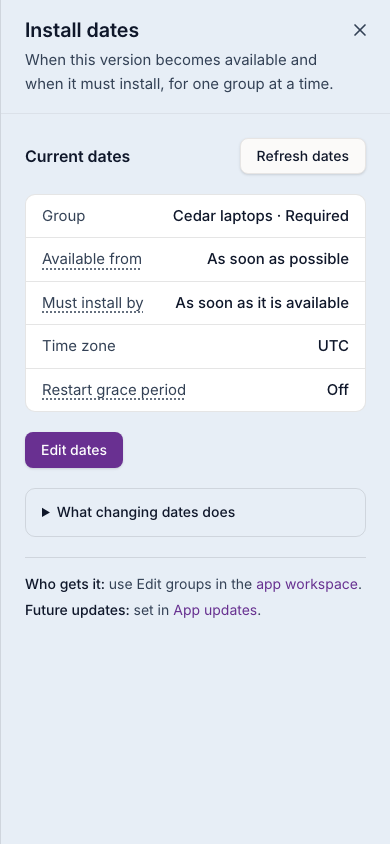 Install dates
When this version becomes available and
when it must install, for one group at a time.
Current dates
Refresh dates
Group
Cedar laptops · Required
Available from
As soon as possible
Must install by
As soon as it is available
Time zone
UTC
Restart grace period
Off
Edit dates
What changing dates does
Who gets it: use Edit groups in the app workspace.
Future updates: set in App updates.